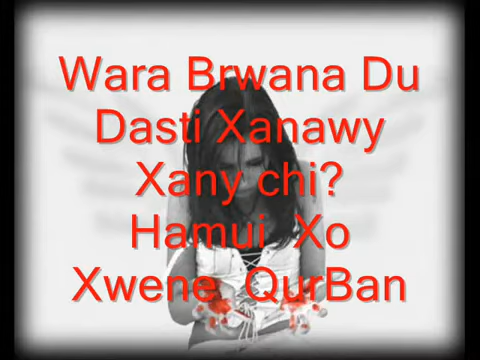 Wara Brwana Du
Dasti Xanawy
Xany chi?
Hamui Xo
Xwene QurBan